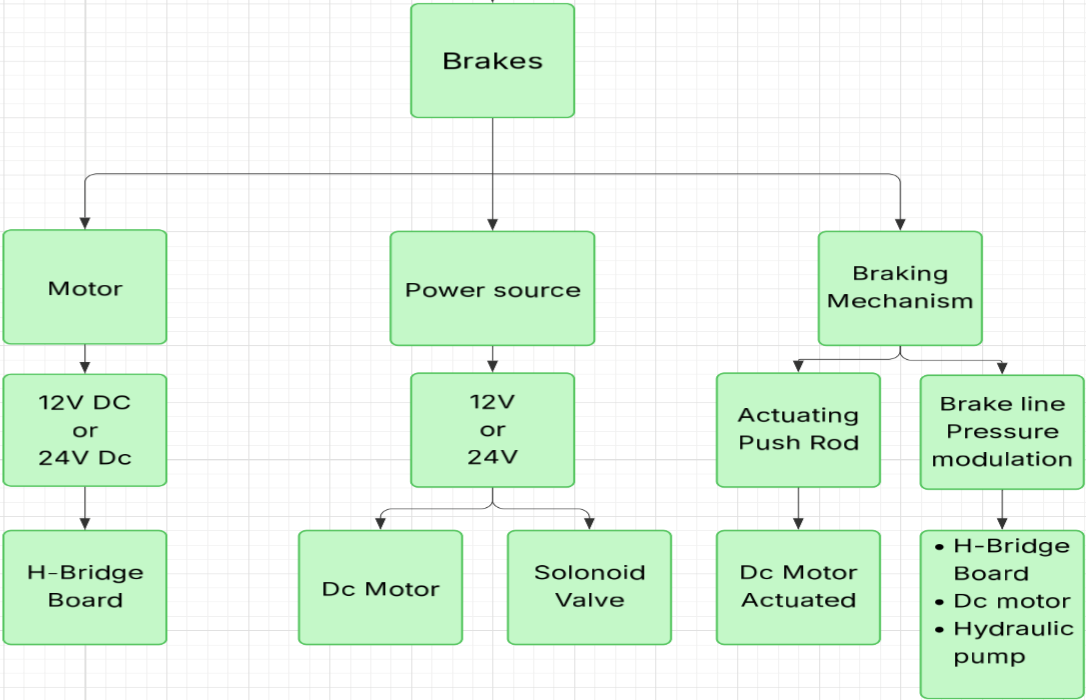 Brakes
Motor
Power source
Braking
Mechanism
12V DC
or
24V Dc
12V
or
24V
Actuating
Push Rod
Brake line
Pressure
modulation
H-Bridge
Board
Dc Motor
Solonoid
Valve
Dc Motor
Actuated
• H-Bridge
Board
• Dc motor
• Hydraulic
pump